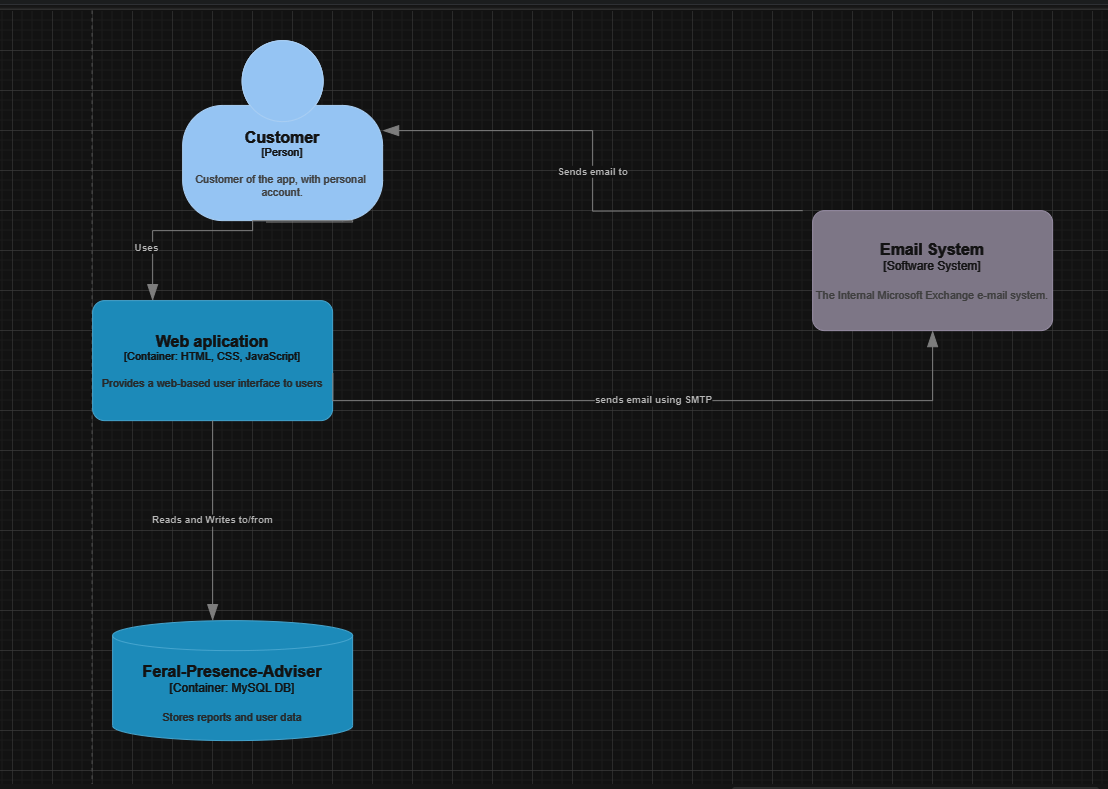 Customer
[Person]
Customer of the app, with personal
account.
Sends email to
Uses
Email System
[Software System]
The Internal Microsoft Exchange e-mail system.
Web aplication
[Container: HTML, CSS, JavaScript]
Provides a web-based user interface to users
sends email using SMTP
Reads and Writes to/from
Feral-Presence-Adviser
[Container: MySQL DB]
Stores reports and user data